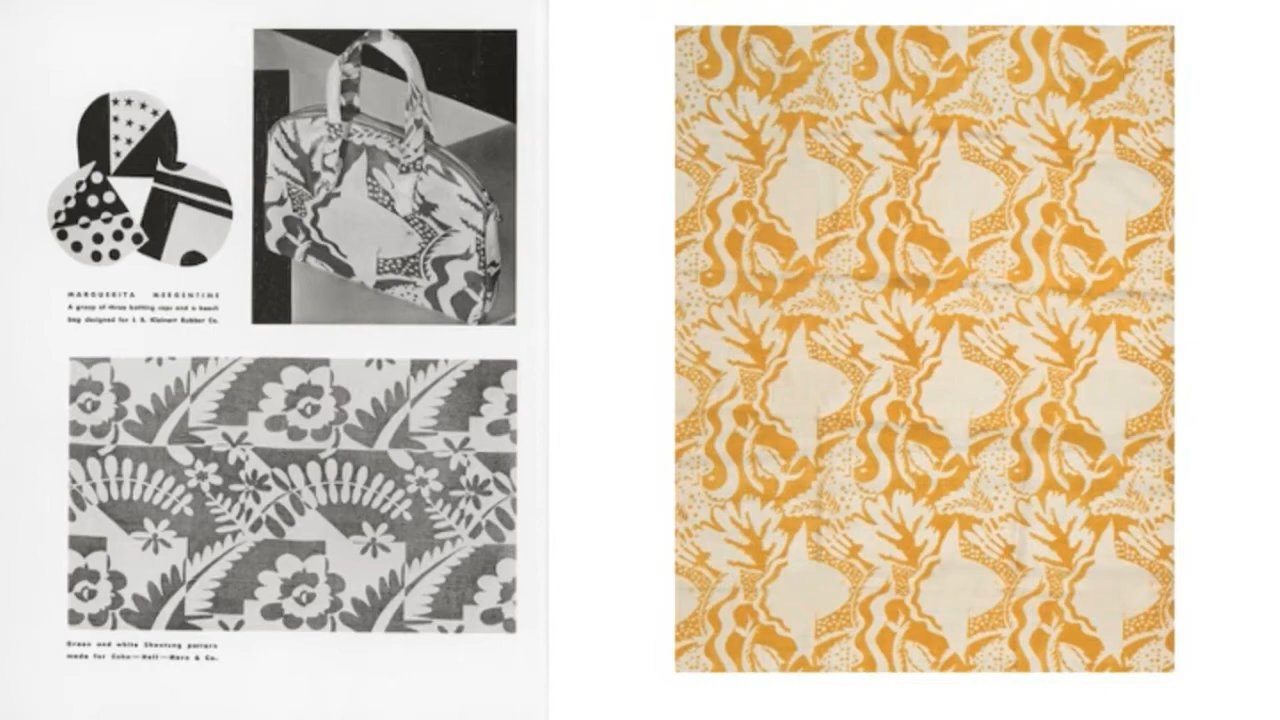 MARGUERITA MERGENTINE
A group of three bathing caps and a beach
bag designed for I. B. Kleinert Rubber Co.
Green and white Shantung pattern
made for Cohn—Hall—Marx & Co.